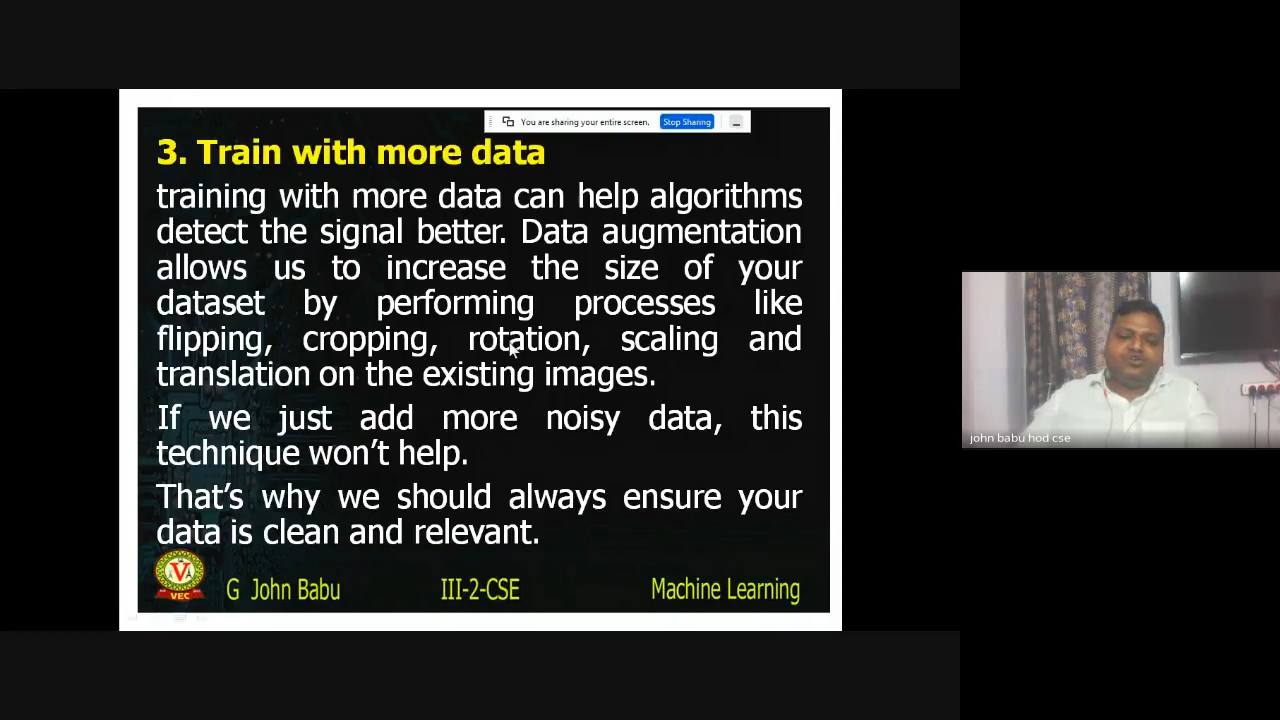 You are sharing your entire screen.
Stop Sharing
3. Train with more data
training with more data can help algorithms
detect the signal better. Data augmentation
allows us to increase the size of your
dataset by performing processes like
flipping, cropping, rotation, scaling and
translation on the existing images.
If we just add more noisy data, this
technique won’t help.
That’s why we should always ensure your
data is clean and relevant.
VEC
G John Babu
III-2-CSE
Machine Learning
john babu hod cse